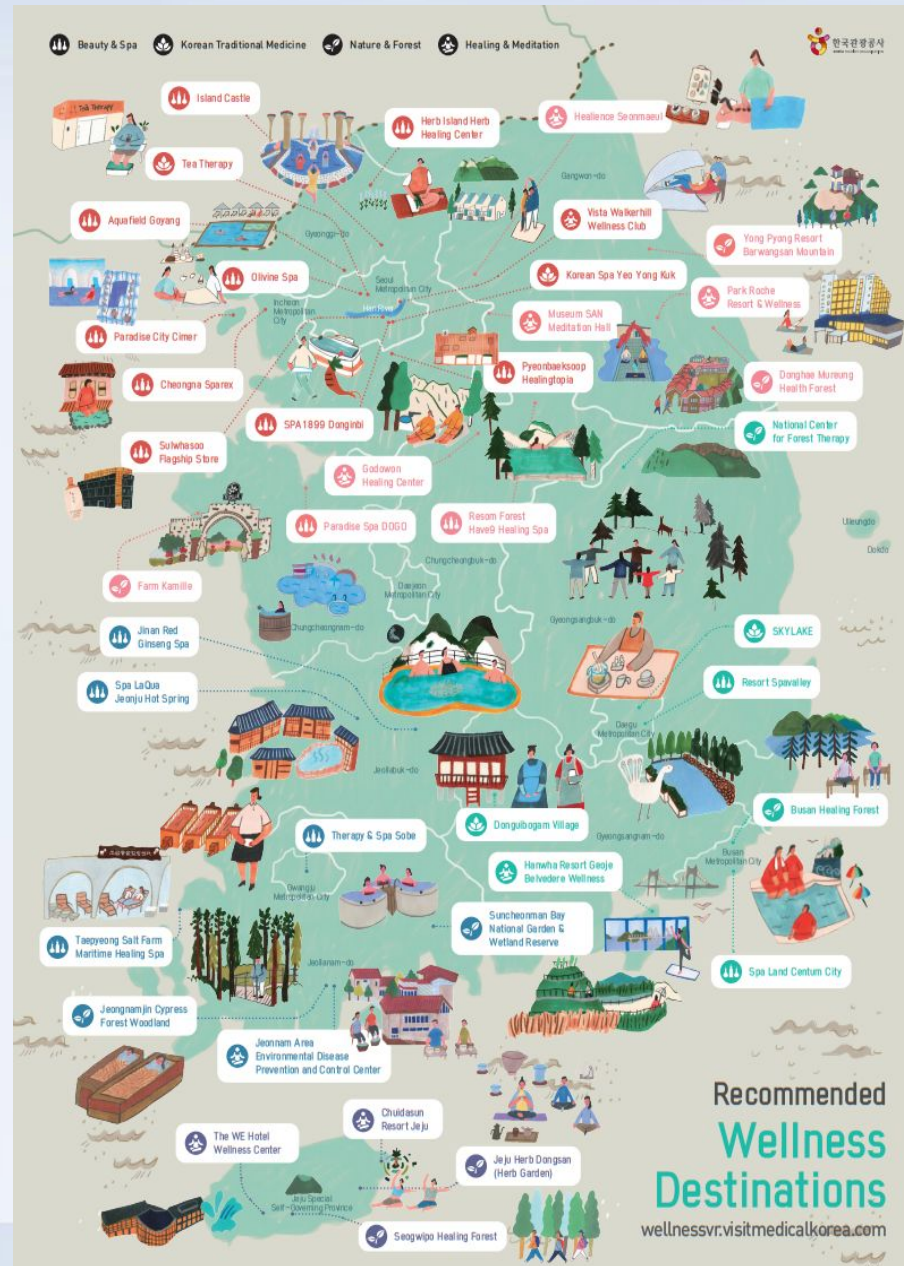 Beauty & Spa
Korean Traditional Medicine
Nature & Forest
Healing & Meditation
한국관광공사
Island Castle
Herb Island Herb
Healing Center
Healience Seonmaeul
Tea Therapy
Gangwon-do
Aquafield Goyang
Gyeonggi-do
Vista Walkerhill
Wellness Club
Yong Pyong Resort
Barwangsan Mountain
Olivine Spa
Seoul
Metropolitan City
Korean Spa Yeo Yong Kuk
Park Roche
Resort & Wellness
Incheon
Metropolitan
City
Museum SAN
Meditation Hall
Paradise City Cimer
Pyeonbaeksoop
Healingtopia
Donghae Mureung
Health Forest
Cheongna Sparex
SPA1899 Donginbi
National Center
for Forest Therapy
Sulwhasoo
Flagship Store
Godowon
Healing Center
Paradise Spa DOGO
Resom Forest
Have9 Healing Spa
Ulleungdo
Dokdo
Farm Kamille
Chungcheongbuk-do
Daejeon
Metropolitan City
Chungcheongnam-do
Gyeongsangbuk-do
Jinan Red
Ginseng Spa
SKYLAKE
Spa LaQua
Jeonju Hot Spring
Resort Spavalley
Daegu
Metropolitan City
Jeollabuk-do
Busan Healing Forest
Donguibogam Village
Gyeongsangnam-do
Therapy & Spa Sobe
Busan
Metropolitan City
Hanwha Resort Geoje
Belvedere Wellness
Gwangju
Metropolitan City
Suncheonman Bay
National Garden &
Wetland Reserve
Taepyeong Salt Farm
Maritime Healing Spa
Jeollanam-do
Spa Land Centum City
Jeongnamjin Cypress
Forest Woodland
Jeonnam Area
Environmental Disease
Prevention and Control Center
Chuidasun
Resort Jeju
The WE Hotel
Wellness Center
Jeju Herb Dongsan
(Herb Garden)
Jeju Special
Self-Governing Province
Seogwipo Healing Forest
Recommended
Wellness
Destinations
wellnessvr.visitmedicalkorea.com